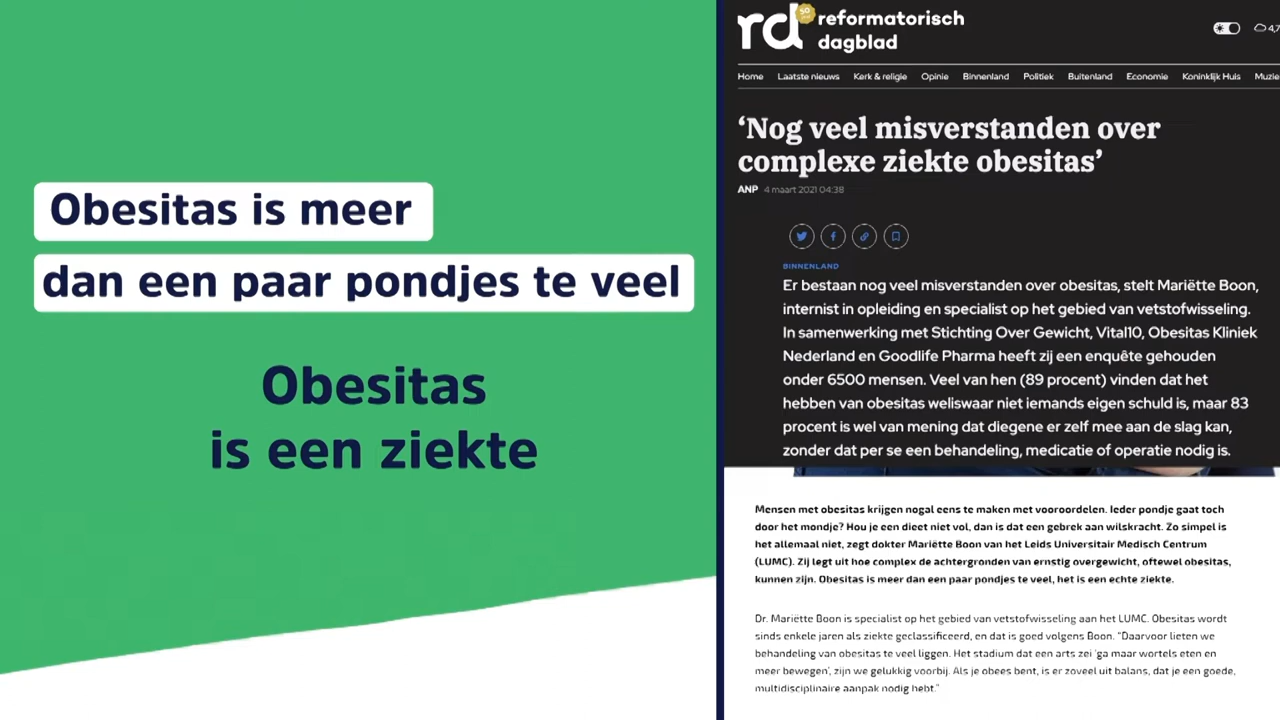 Obesitas is meer
dan een paar pondjes te veel
Obesitas
is een ziekte
rd
50
reformatorisch
dagblad
4,7
Home Laatste nieuws Kerk & religie Opinie Binnenland Politiek Buitenland Economie Koninklijk Huis Muzie
‘Nog veel misverstanden over
complexe ziekte obesitas’
ANP 4 maart 2021 04:38
BINNENLAND
Er bestaan nog veel misverstanden over obesitas, stelt Mariëtte Boon,
internist in opleiding en specialist op het gebied van vetstofwisseling.
In samenwerking met Stichting Over Gewicht, Vital10, Obesitas Kliniek
Nederland en Goodlife Pharma heeft zij een enquête gehouden
onder 6500 mensen. Veel van hen (89 procent) vinden dat het
hebben van obesitas weliswaar niet iemands eigen schuld is, maar 83
procent is wel van mening dat diegene er zelf mee aan de slag kan,
zonder dat per se een behandeling, medicatie of operatie nodig is.
Mensen met obesitas krijgen nogal eens te maken met vooroordelen. Ieder pondje gaat toch
door het mondje? Hou je een dieet niet vol, dan is dat een gebrek aan wilskracht. Zo simpel is
het allemaal niet, zegt dokter Mariëtte Boon van het Leids Universitair Medisch Centrum
(LUMC). Zij legt uit hoe complex de achtergronden van ernstig overgewicht, oftewel obesitas,
kunnen zijn. Obesitas is meer dan een paar pondjes te veel, het is een echte ziekte.
Dr. Mariëtte Boon is specialist op het gebied van vetstofwisseling aan het LUMC. Obesitas wordt
sinds enkele jaren als ziekte geclassificeerd, en dat is goed volgens Boon. “Daarvoor lieten we
behandeling van obesitas te veel liggen. Het stadium dat een arts zei ‘ga maar wortels eten en
meer bewegen’, zijn we gelukkig voorbij. Als je obees bent, is er zoveel uit balans, dat je een goede,
multidisciplinaire aanpak nodig hebt.”